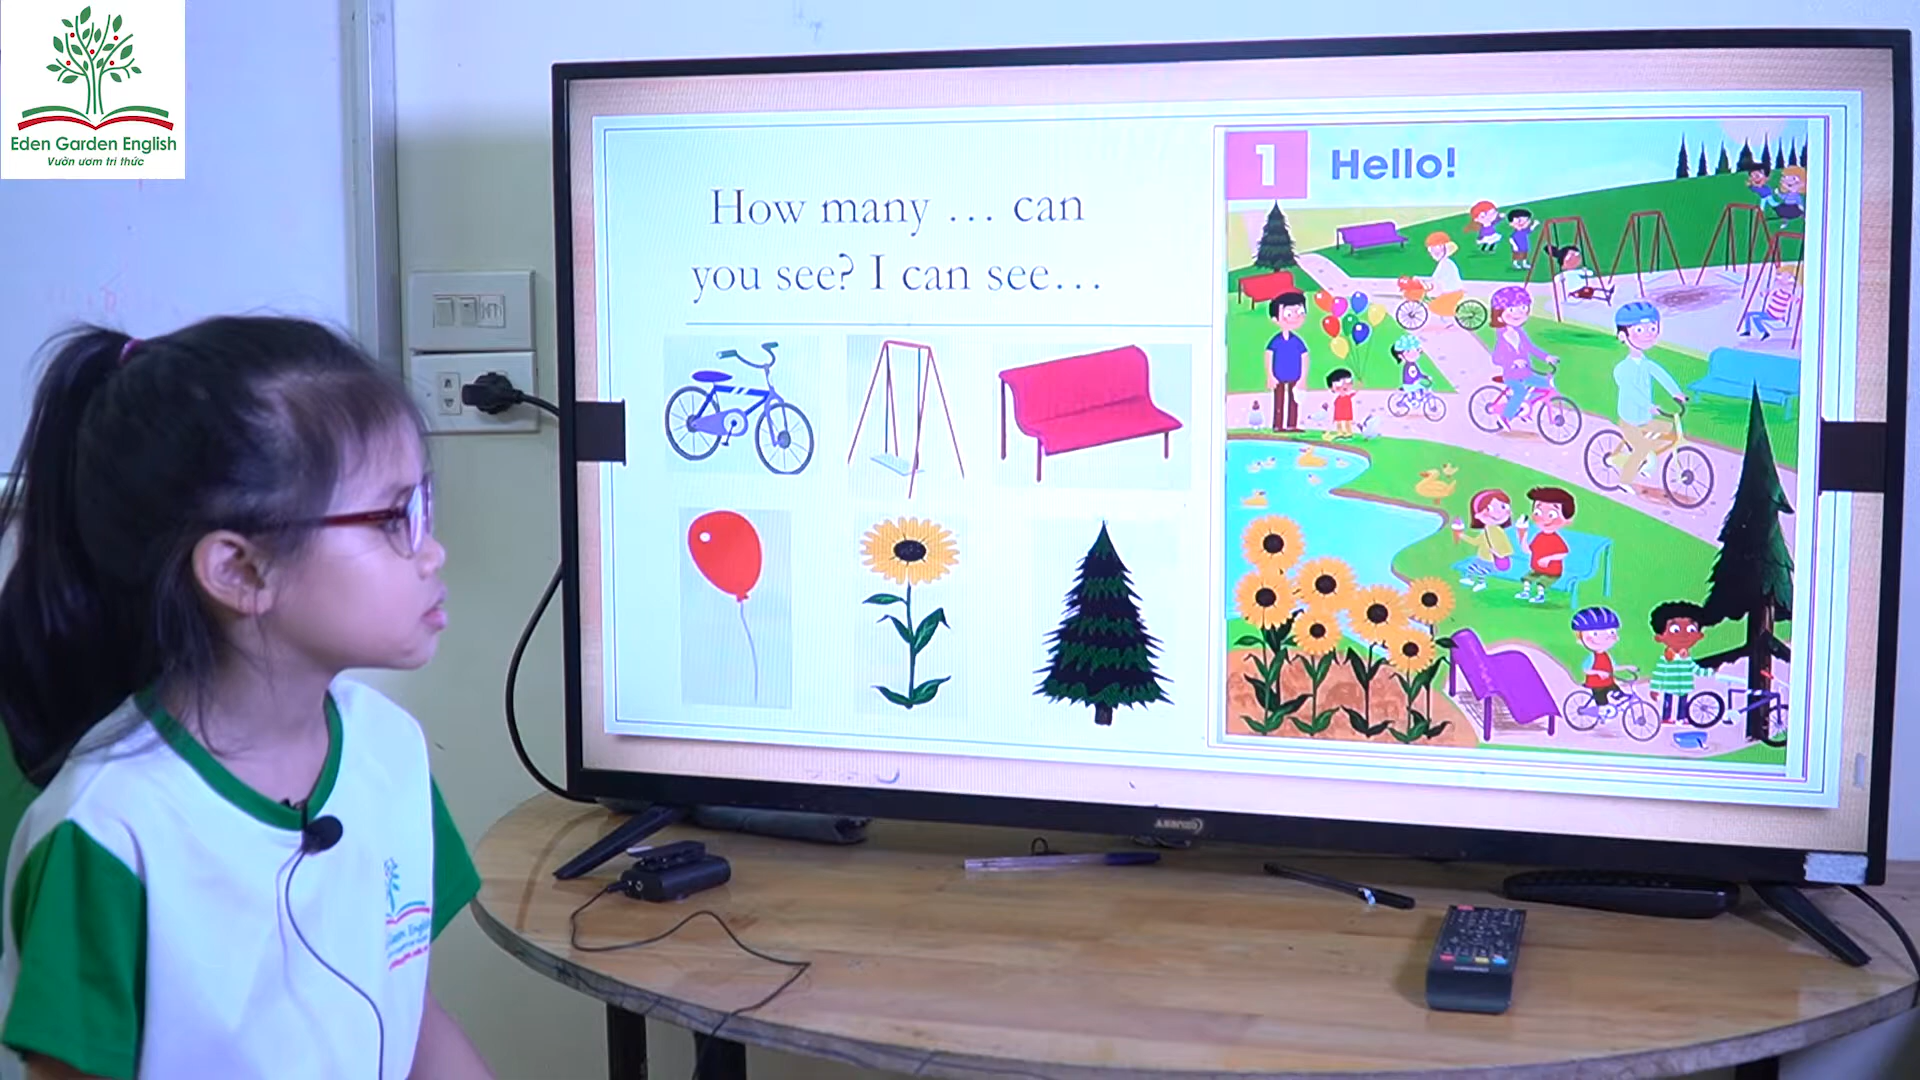 Eden Garden English
Vườn ươm tri thức
How many ... can
you see? I can see...
1 Hello!